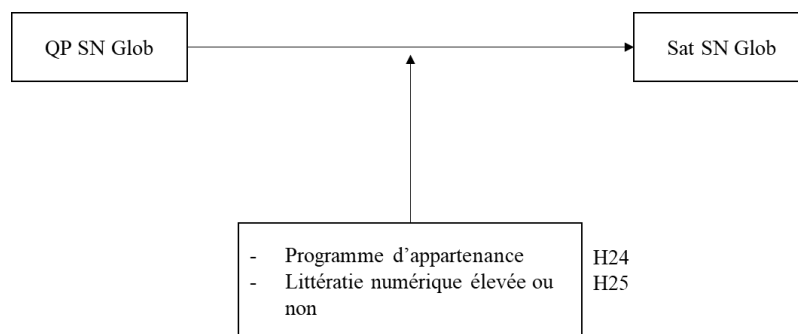 QP SN Glob
Sat SN Glob
- Programme d'appartenance
- Littératie numérique élevée ou
non
H24
H25